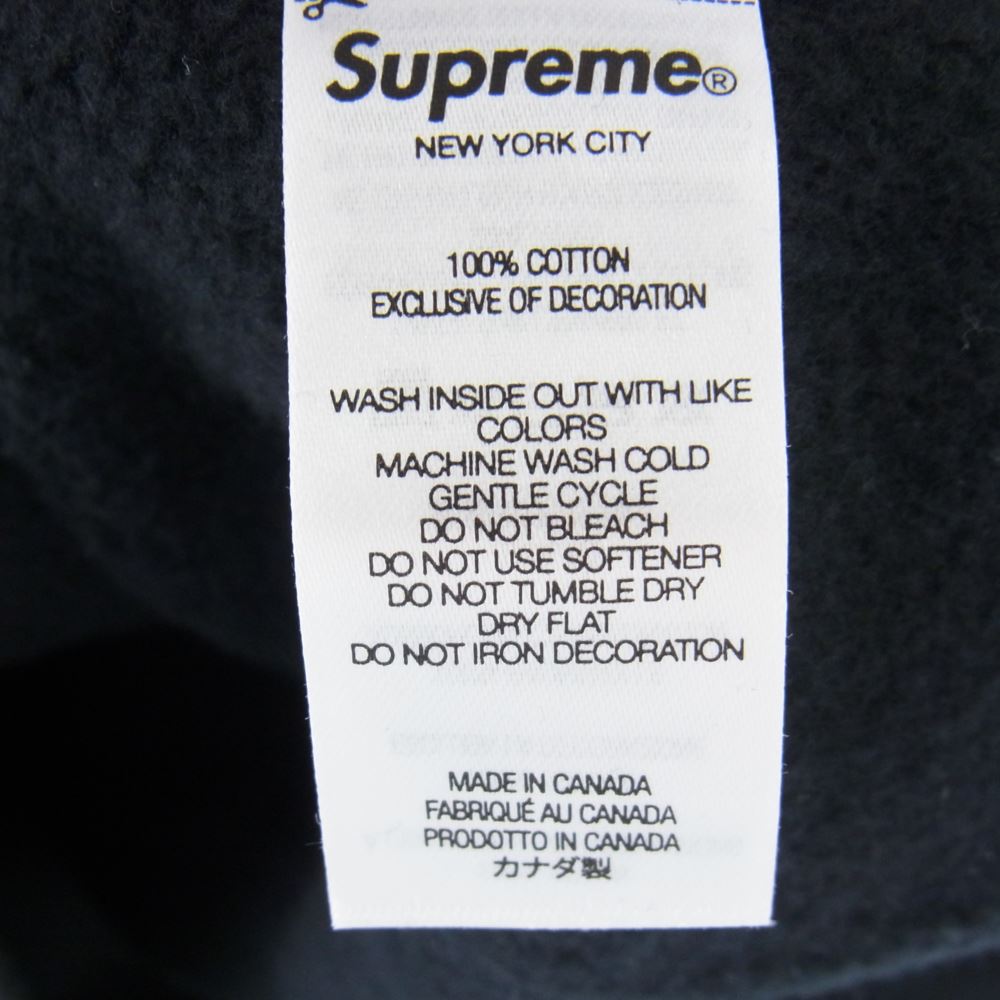 Supreme®
NEW YORK CITY
100% COTTON
EXCLUSIVE OF DECORATION
WASH INSIDE OUT WITH LIKE
COLORS
MACHINE WASH COLD
GENTLE CYCLE
DO NOT BLEACH
DO NOT USE SOFTENER
DO NOT TUMBLE DRY
DRY FLAT
DO NOT IRON DECORATION
MADE IN CANADA
FABRIQUÉ AU CANADA
PRODOTTO IN CANADA
カナダ製